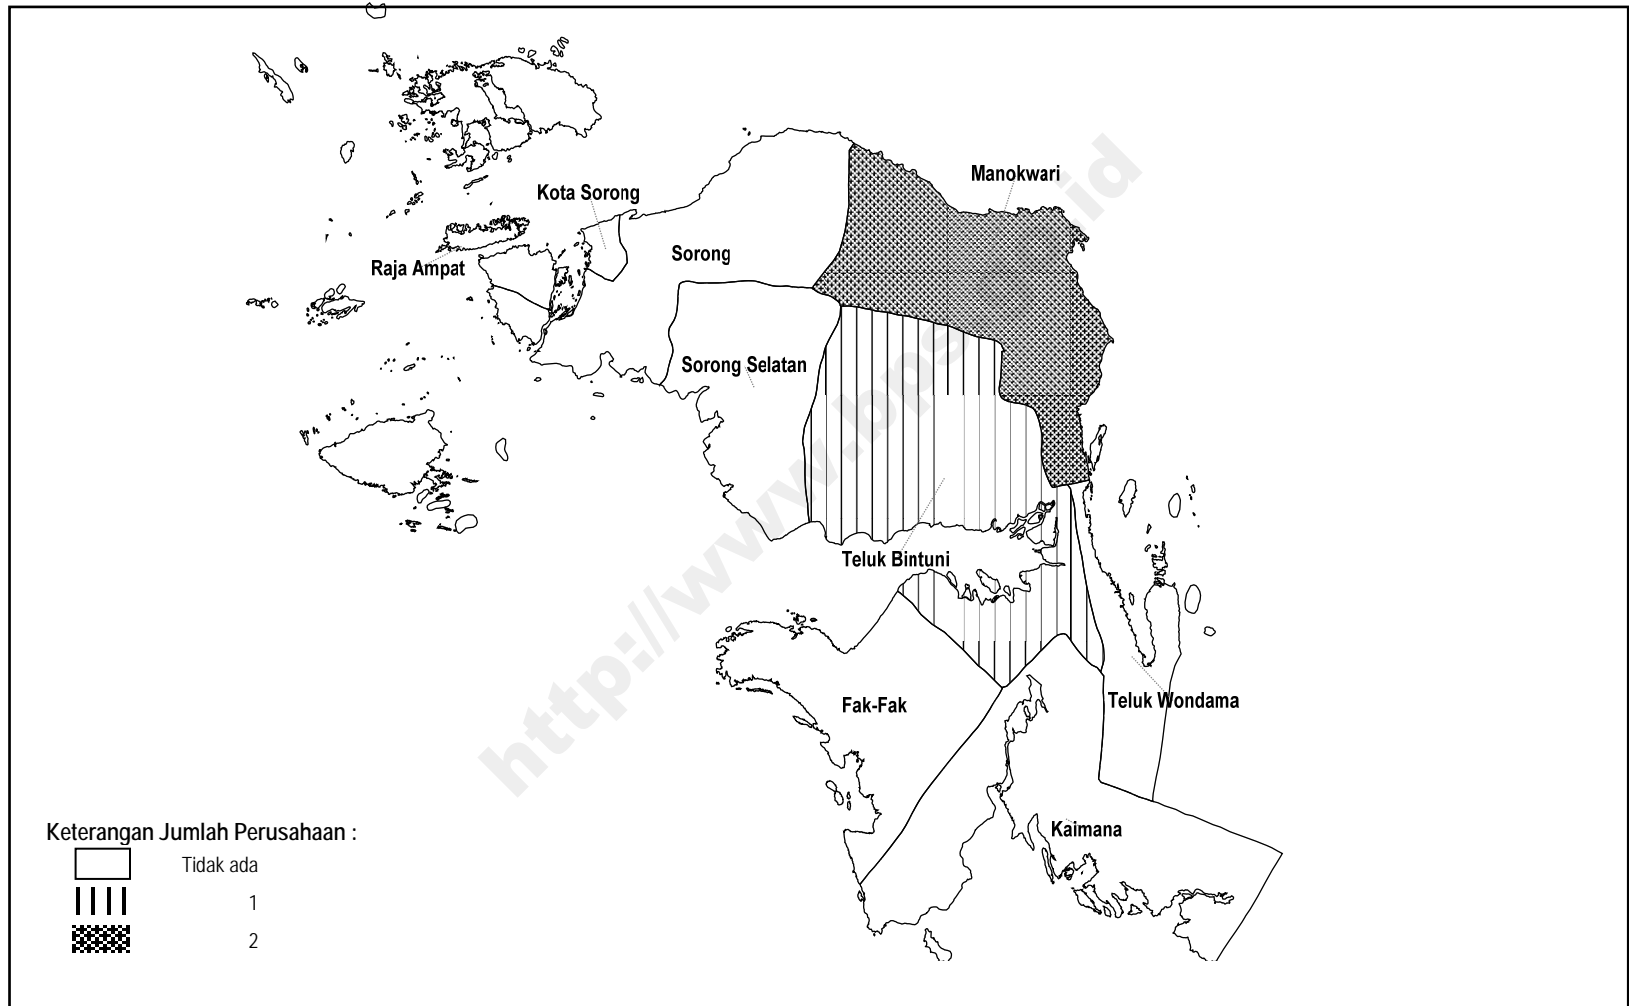 Manokwari
Kota Sorong
Sorong
Raja Ampat
Sorong Selatan
Teluk Bintuni
Fak-Fak
Teluk Wondama
Kaimana
http://www.bps.go.id
Keterangan Jumlah Perusahaan :
Tidak ada
1
2